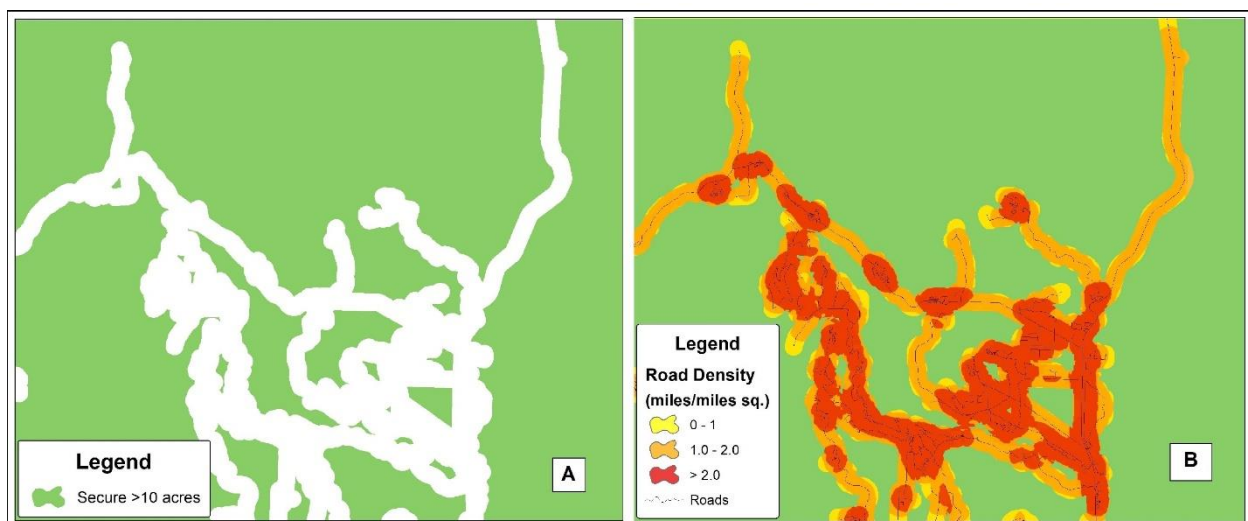 Legend
Secure >10 acres
A
Legend
Road Density
(miles/miles sq.)
0 - 1
1.0 - 2.0
> 2.0
Roads
B